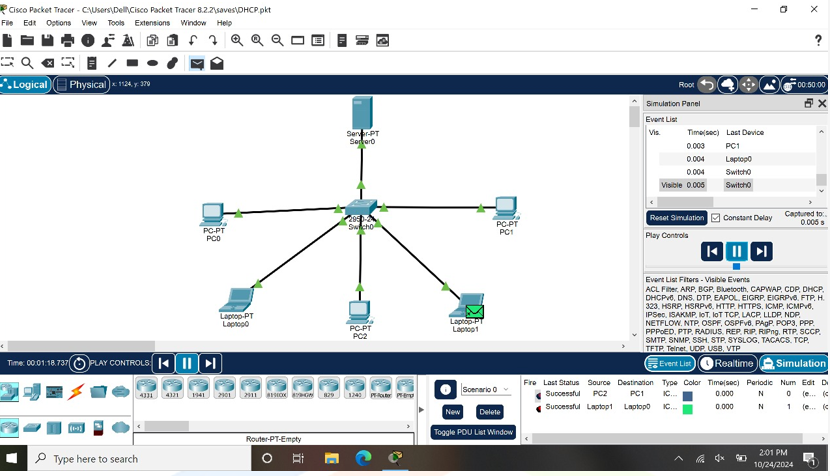 Cisco Packet Tracer - C:\Users\Dell\Cisco Packet Tracer 8.2.2\saves\DHCP.pkt
File Edit Options View Tools Extensions Window Help
?
Logical Physical x: 1124, y: 379
Root 00:50:00
Server-PT
Server0
2950-24
Switch0
PC-PT
PC0
PC-PT
PC1
Laptop-PT
Laptop0
PC-PT
PC2
Laptop-PT
Laptop1
Simulation Panel
Event List
Vis. Time(sec) Last Device
0.003 PC1
0.004 Laptop0
0.004 Switch0
Visible 0.005 Switch0
Reset Simulation Constant Delay Captured to:
0.005 s
Play Controls
Event List Filters - Visible Events
ACL Filter, ARP, BGP, Bluetooth, CAPWAP, CDP, DHCP,
DHCPv6, DNS, DTP, EAPOL, EIGRP, EIGRPv6, FTP, H.
323, HSRP, HSRPv6, HTTP, HTTPS, ICMP, ICMPv6,
IPSec, ISAKMP, IoT, IoT TCP, LACP, LLDP, NDP,
NETFLOW, NTP, OSPF, OSPFv6, PAgP, POP3, PPP,
PPPoED, PTP, RADIUS, REP, RIP, RIPng, RTP, SCCP,
SMTP, SNMP, SSH, STP, SYSLOG, TACACS, TCP,
TFTP, Telnet, UDP, USB, VTP
Time: 00:01:18.737 PLAY CONTROLS:
Event List Realtime Simulation
4331 4321 1941 2901 2911 819IOX 819HGW 829 1240 PT-Router PT-Empt
Router-PT-Empty
Scenario 0
New Delete
Toggle PDU List Window
Fire Last Status Source Destination Type Color Time(sec) Periodic Num Edit
Successful PC2 PC1 IC... 0.000 N 0 (e...
Successful Laptop1 Laptop0 IC... 0.000 N 1 (e...
Type here to search
2:01 PM
10/24/2024
1